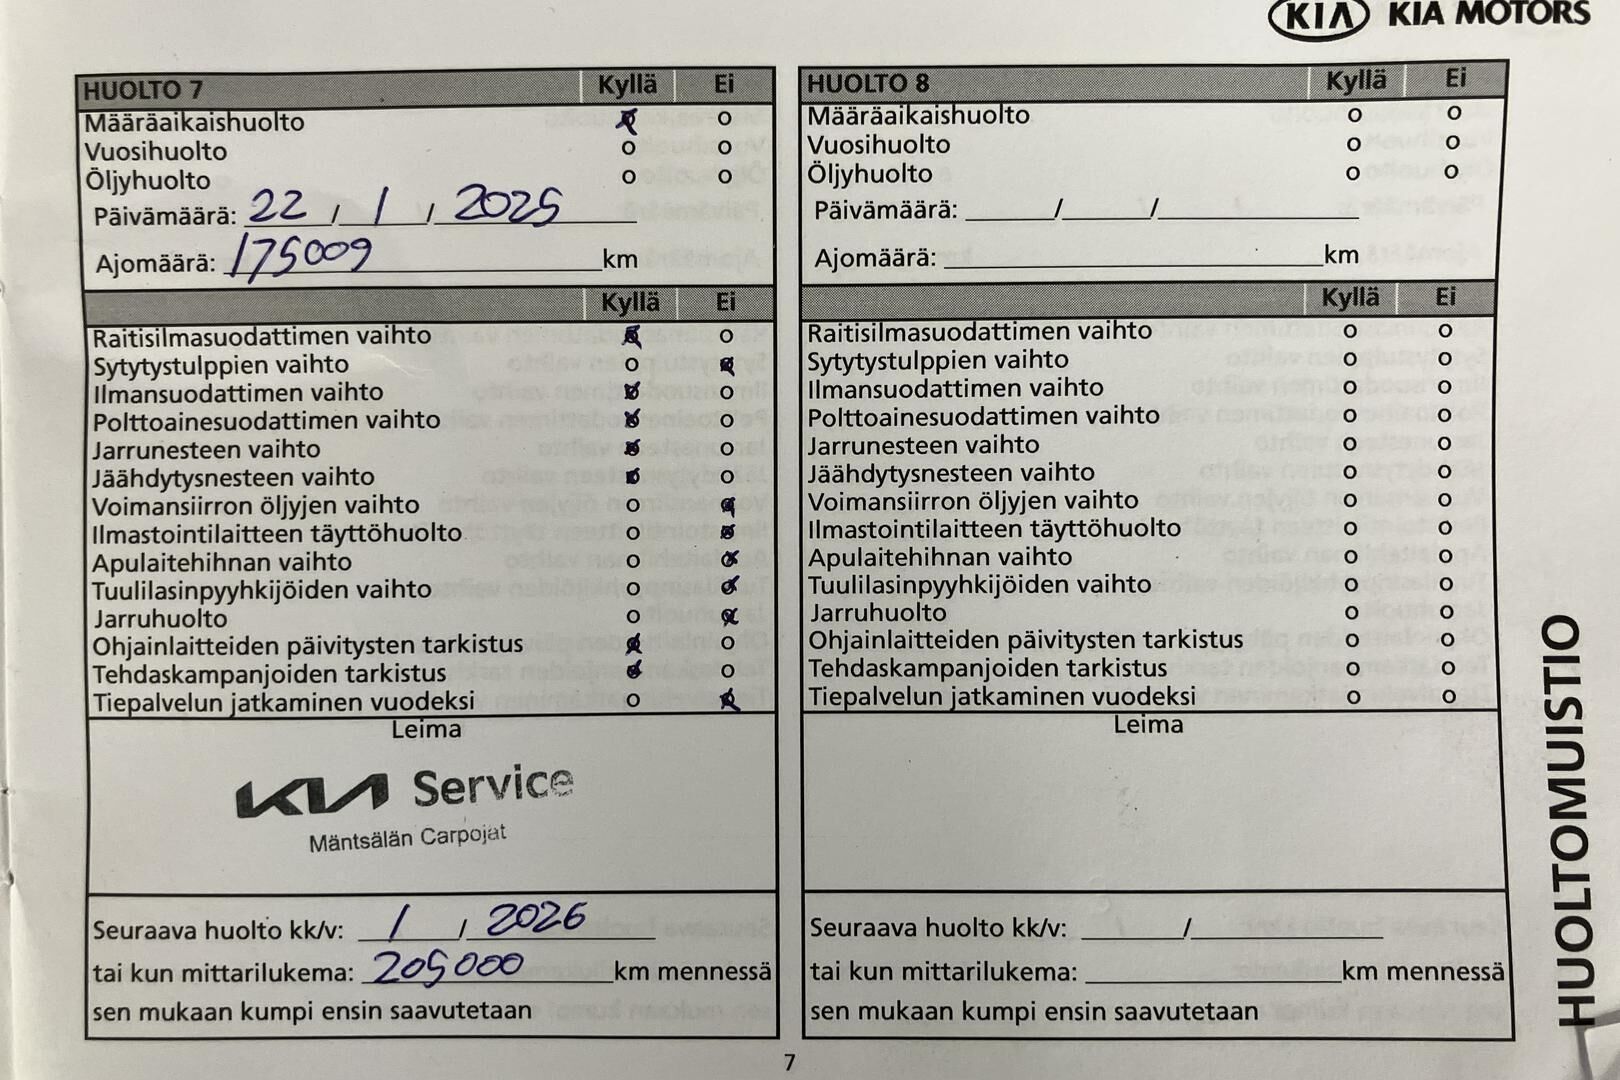 KIA KIA MOTORS
HUOLTO 7 Kyllä Ei
Määräaikaishuolto x o
Vuosihuolto o o
Öljyhuolto o o
Päivämäärä: 22 / 1 / 2025
Ajomäärä: 175009 km
Kyllä Ei
Raitisilmasuodattimen vaihto x o
Sytytystulppien vaihto o x
Ilmansuodattimen vaihto x o
Polttoainesuodattimen vaihto x o
Jarrunesteen vaihto x o
Jäähdytysnesteen vaihto x o
Voimansiirron öljyjen vaihto o x
Ilmastointilaitteen täyttöhuolto o x
Apulaitehihnan vaihto o x
Tuulilasinpyyhkijöiden vaihto o x
Jarruhuolto o x
Ohjainlaitteiden päivitysten tarkistus x o
Tehdaskampanjoiden tarkistus x o
Tiepalvelun jatkaminen vuodeksi o x
Leima
KIA Service
Mäntsälän Carpojat
Seuraava huolto kk/v: 1 / 2026
tai kun mittarilukema: 205000 km mennessä
sen mukaan kumpi ensin saavutetaan
HUOLTO 8 Kyllä Ei
Määräaikaishuolto o o
Vuosihuolto o o
Öljyhuolto o o
Päivämäärä: / /
Ajomäärä: km
Kyllä Ei
Raitisilmasuodattimen vaihto o o
Sytytystulppien vaihto o o
Ilmansuodattimen vaihto o o
Polttoainesuodattimen vaihto o o
Jarrunesteen vaihto o o
Jäähdytysnesteen vaihto o o
Voimansiirron öljyjen vaihto o o
Ilmastointilaitteen täyttöhuolto o o
Apulaitehihnan vaihto o o
Tuulilasinpyyhkijöiden vaihto o o
Jarruhuolto o o
Ohjainlaitteiden päivitysten tarkistus o o
Tehdaskampanjoiden tarkistus o o
Tiepalvelun jatkaminen vuodeksi o o
Leima
Seuraava huolto kk/v: /
tai kun mittarilukema: km mennessä
sen mukaan kumpi ensin saavutetaan
HUOLTOMUISTIO
7